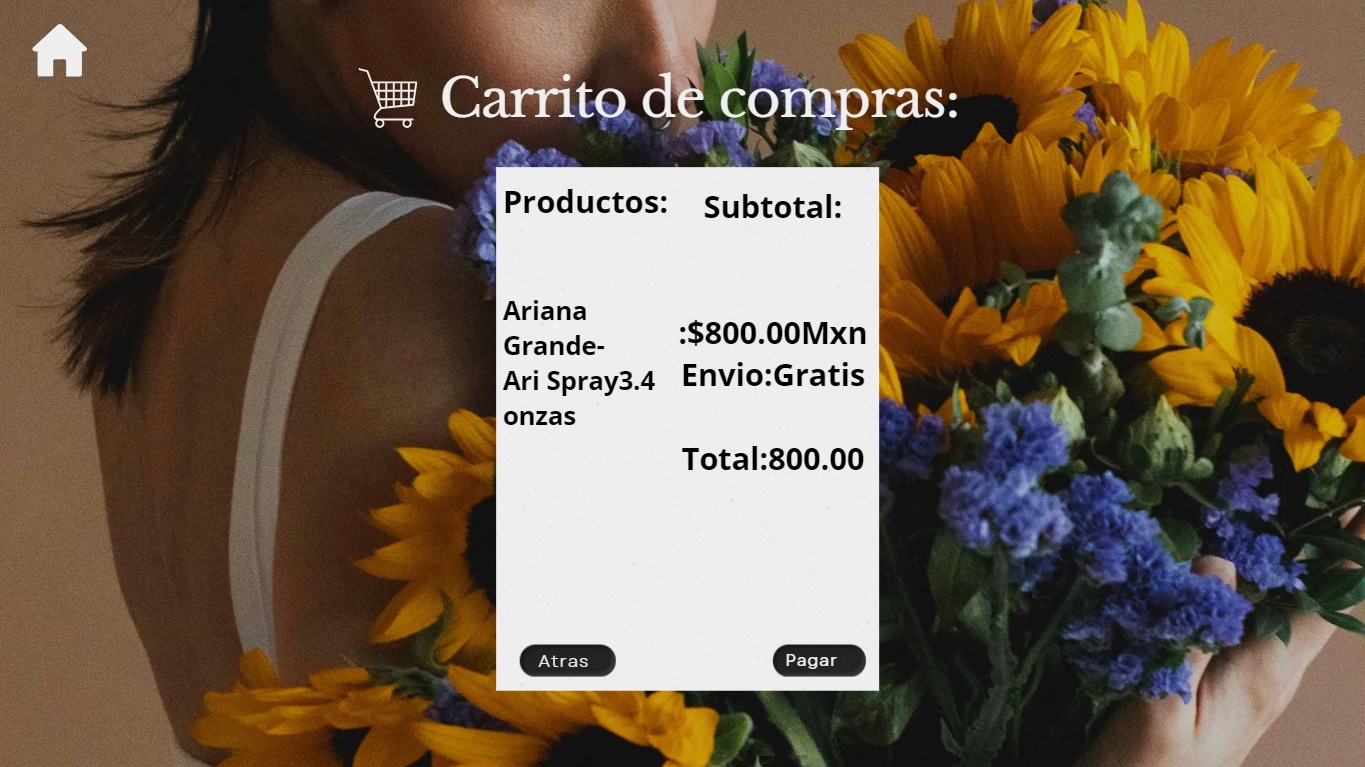 Carrito de compras:
Productos:
Subtotal:
Ariana
Grande-
Ari Spray3.4
onzas
:$800.00Mxn
Envio:Gratis
Total:800.00
Atras
Pagar